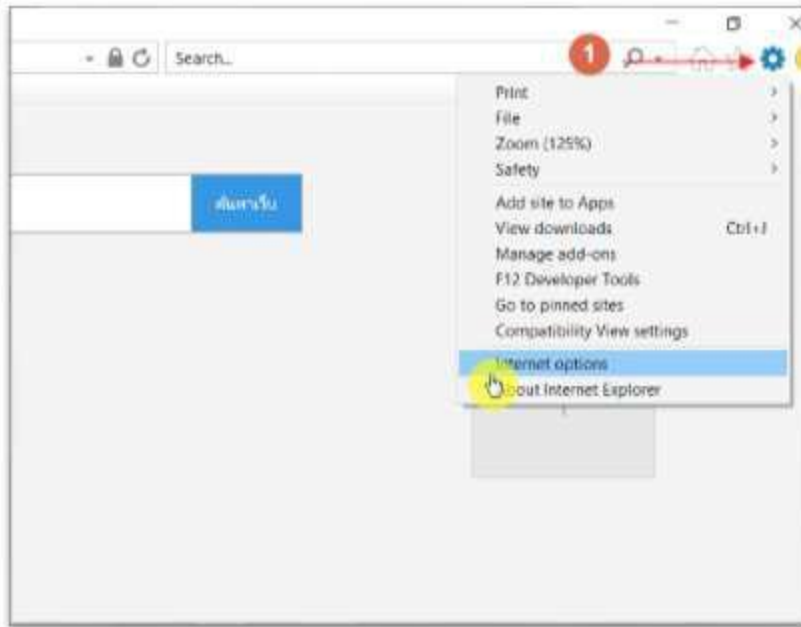 Search...
1
Print
File
Zoom (125%)
Safety
ค้นหาเว็บ
Add site to Apps
View downloads Ctrl+J
Manage add-ons
F12 Developer Tools
Go to pinned sites
Compatibility View settings
Internet options
About Internet Explorer